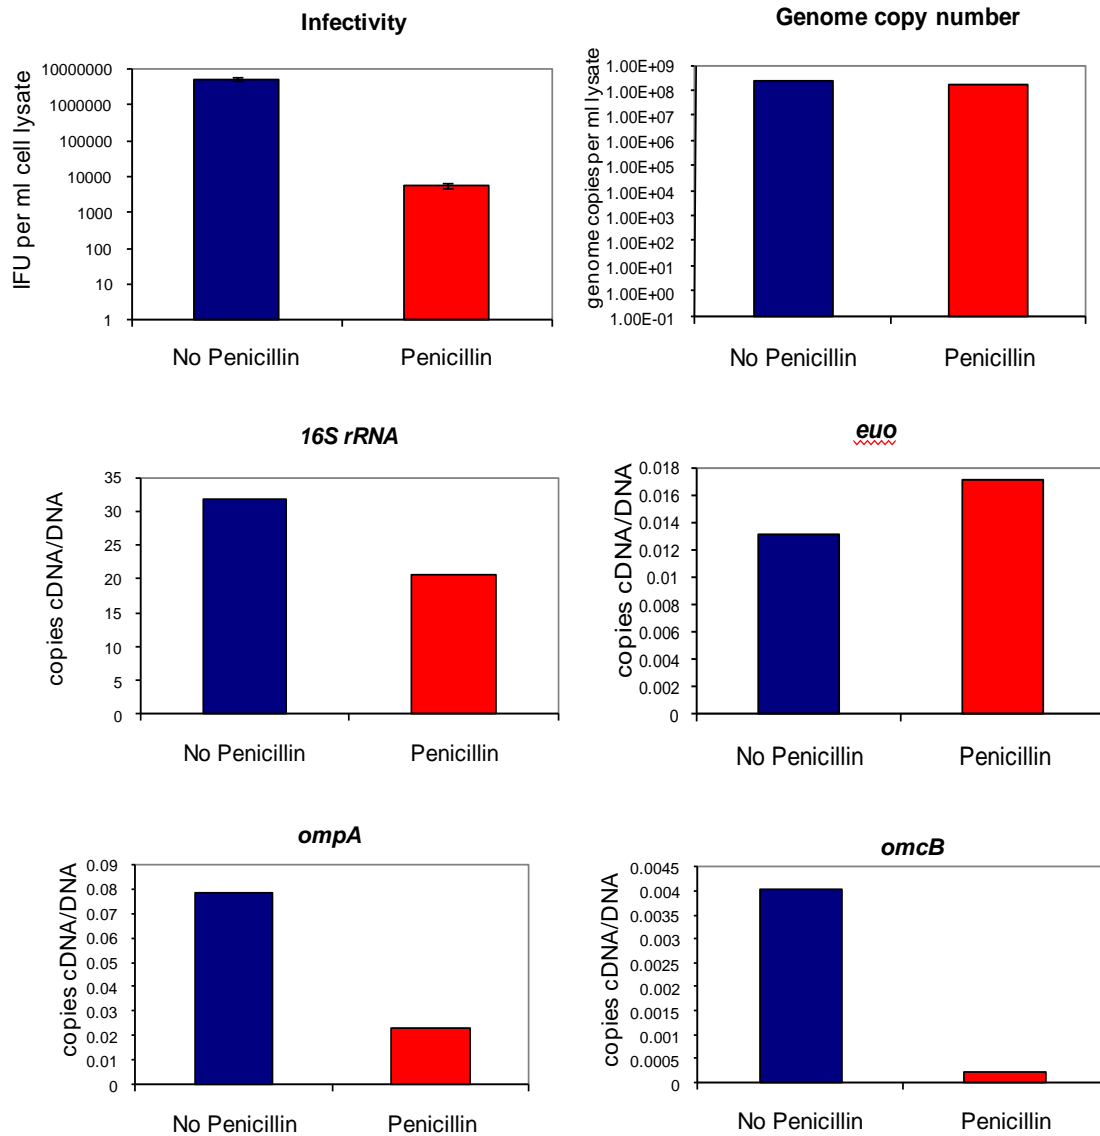 Infectivity
IFU per ml cell lysate
10000000
1000000
100000
10000
1000
100
10
1
No Penicillin Penicillin
Genome copy number
genome copies per ml lysate
1.00E+09
1.00E+08
1.00E+07
1.00E+06
1.00E+05
1.00E+04
1.00E+03
1.00E+02
1.00E+01
1.00E+00
1.00E-01
No Penicillin Penicillin
16S rRNA
copies cDNA/DNA
35
30
25
20
15
10
5
0
No Penicillin Penicillin
euo
copies cDNA/DNA
0.018
0.016
0.014
0.012
0.01
0.008
0.006
0.004
0.002
0
No Penicillin Penicillin
ompA
copies cDNA/DNA
0.09
0.08
0.07
0.06
0.05
0.04
0.03
0.02
0.01
0
No Penicillin Penicillin
omcB
copies cDNA/DNA
0.0045
0.004
0.0035
0.003
0.0025
0.002
0.0015
0.001
0.0005
0
No Penicillin Penicillin